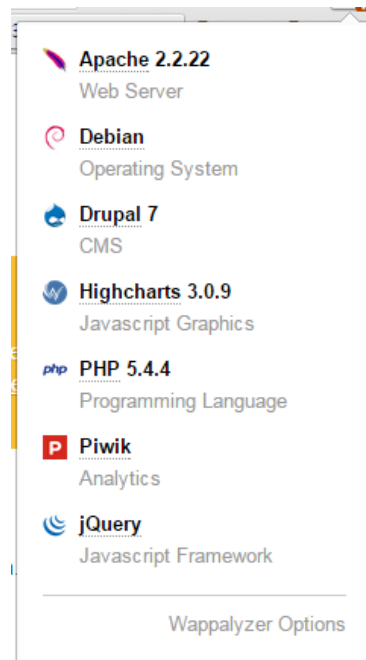 Apache 2.2.22
Web Server
Debian
Operating System
Drupal 7
CMS
Highcharts 3.0.9
Javascript Graphics
php PHP 5.4.4
Programming Language
P Piwik
Analytics
jQuery
Javascript Framework
Wappalyzer Options